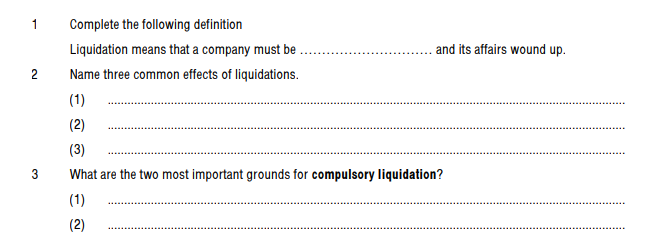 1 Complete the following definition
Liquidation means that a company must be .............................. and its affairs wound up.
2 Name three common effects of liquidations.
(1) ....................................................................................................
(2) ....................................................................................................
(3) ....................................................................................................
3 What are the two most important grounds for compulsory liquidation?
(1) ....................................................................................................
(2) ....................................................................................................